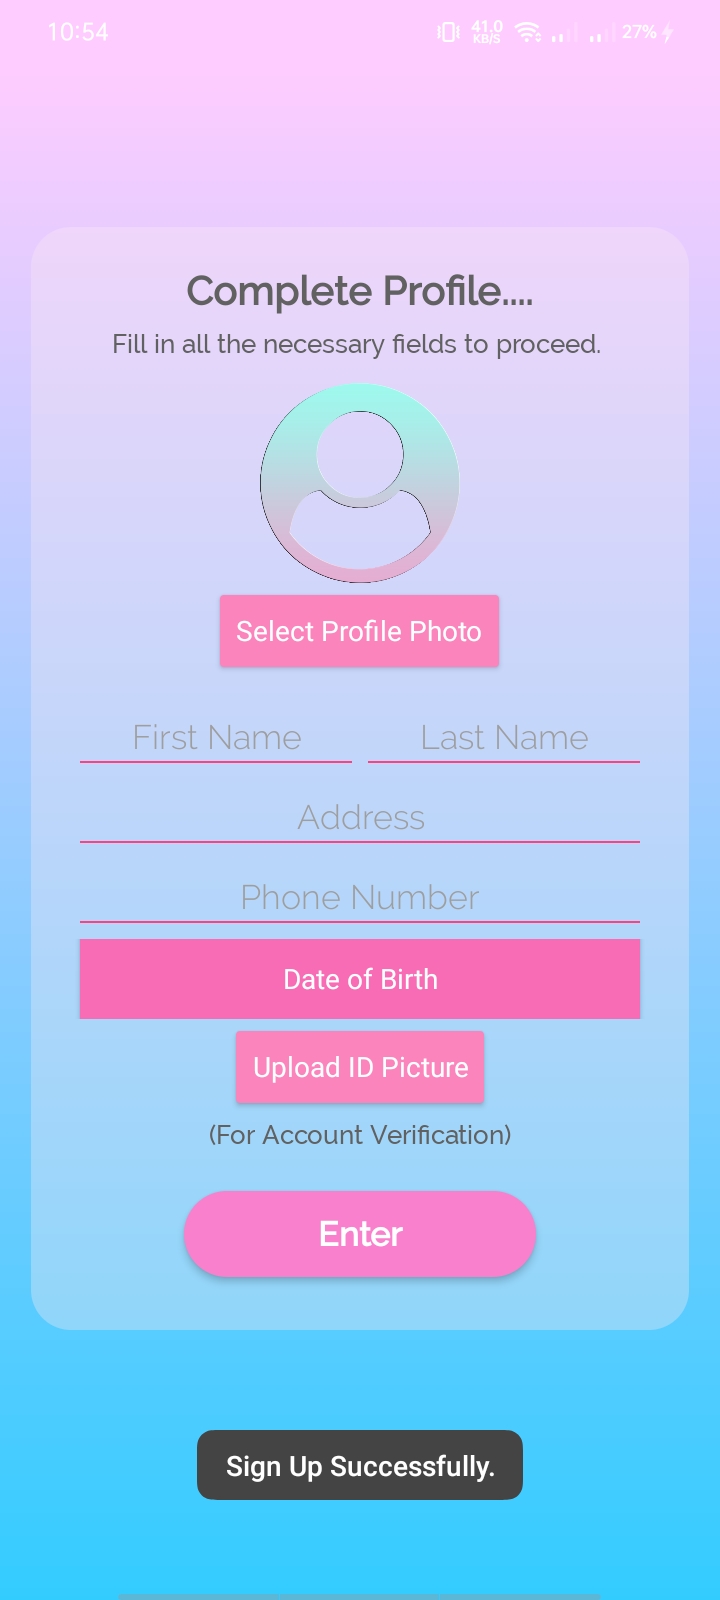 10:54
41.0
KB/S
27%
Complete Profile....
Fill in all the necessary fields to proceed.
Select Profile Photo
First Name Last Name
Address
Phone Number
Date of Birth
Upload ID Picture
(For Account Verification)
Enter
Sign Up Successfully.